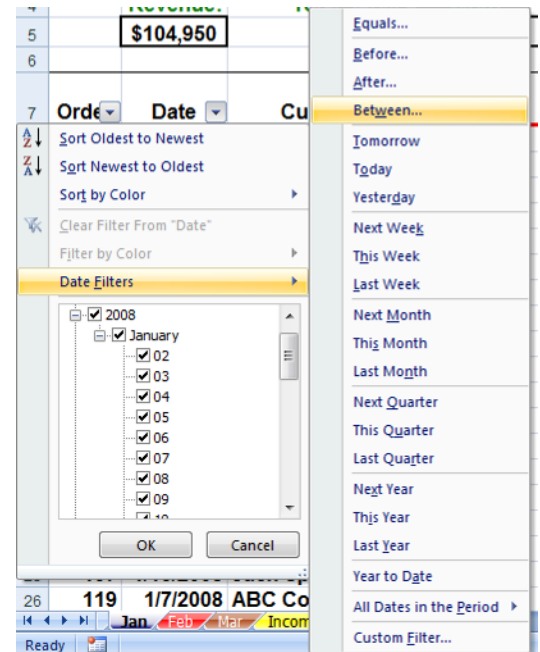 4 Revenue:
5 $104,950
6
7 Orde Date Cu
Sort Oldest to Newest
Sort Newest to Oldest
Sort by Color
Clear Filter From "Date"
Filter by Color
Date Filters
2008
January
02
03
04
05
06
07
08
09
10
OK Cancel
26 119 1/7/2008 ABC Co
Jan Feb Mar Incom
Ready
Equals...
Before...
After...
Between...
Tomorrow
Today
Yesterday
Next Week
This Week
Last Week
Next Month
This Month
Last Month
Next Quarter
This Quarter
Last Quarter
Next Year
This Year
Last Year
Year to Date
All Dates in the Period
Custom Filter...